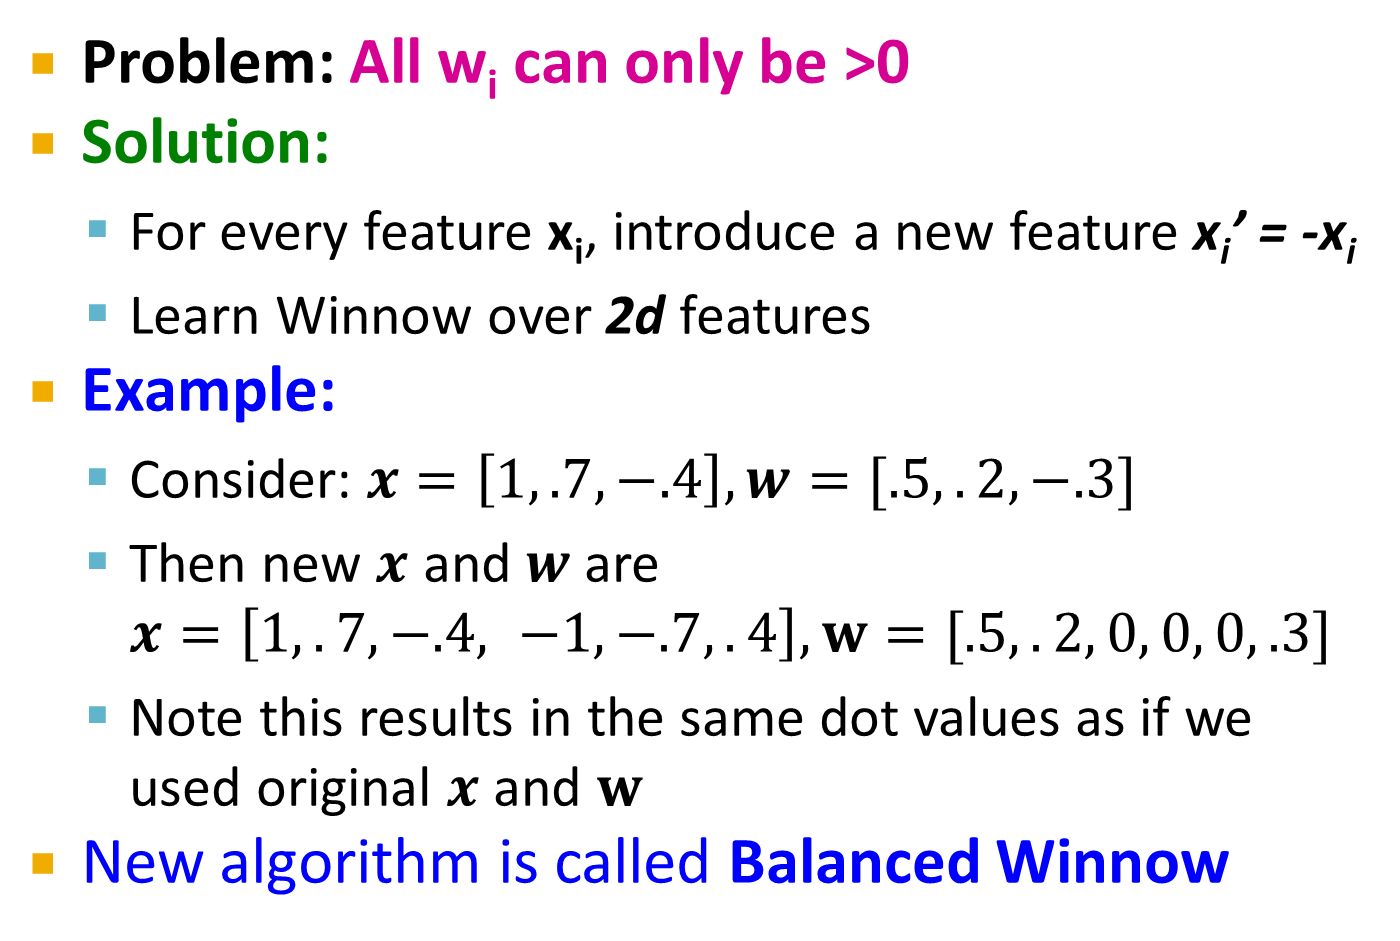 Problem: All wᵢ can only be >0
Solution:
For every feature xᵢ, introduce a new feature xᵢ’ = -xᵢ
Learn Winnow over 2d features
Example:
Consider: x = [1, .7, −.4], w = [.5, . 2, −.3]
Then new x and w are
x = [1, . 7, −.4, −1, −.7, . 4], w = [.5, . 2, 0, 0, 0, .3]
Note this results in the same dot values as if we
used original x and w
New algorithm is called Balanced Winnow